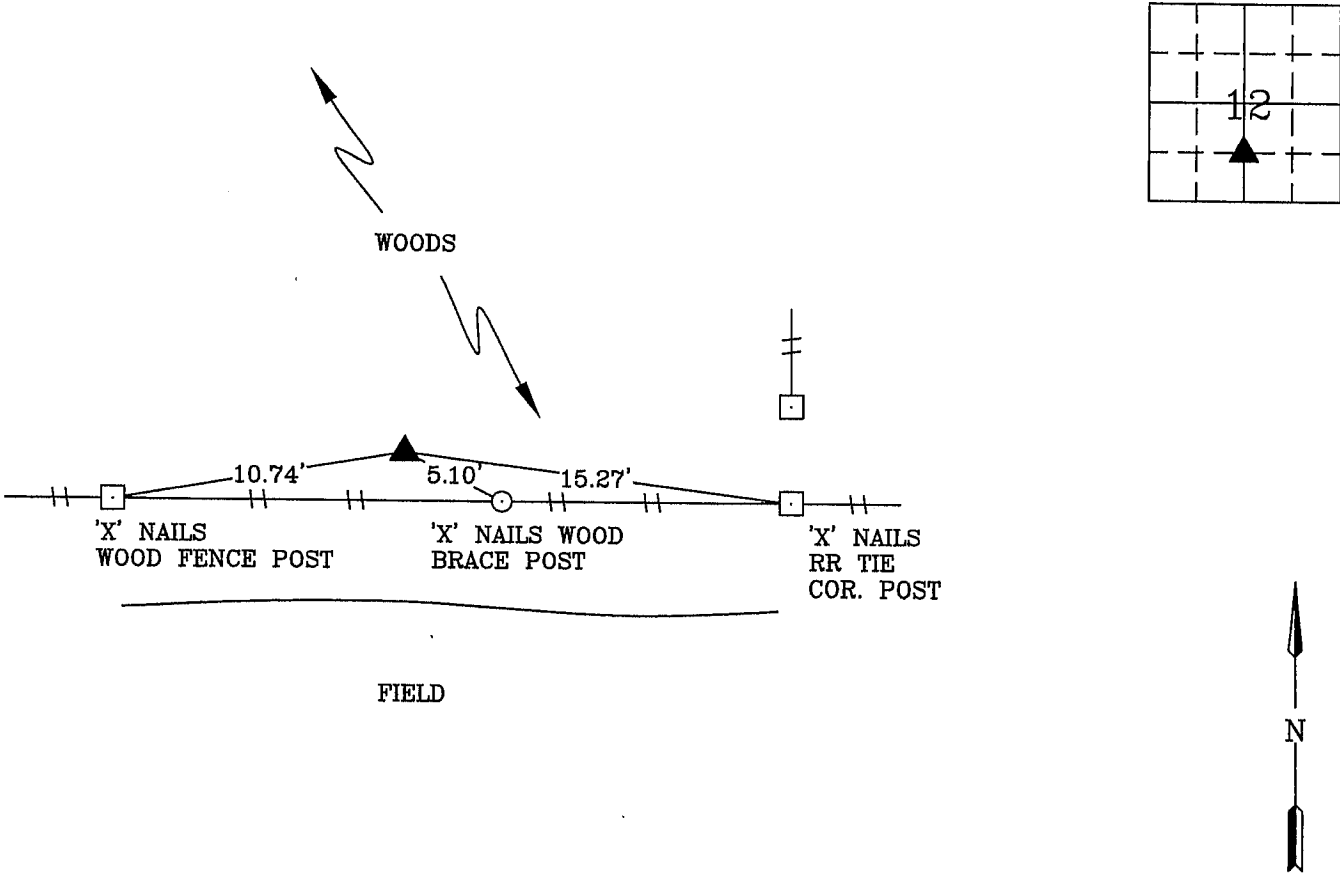 12
WOODS
10.74'
5.10'
15.27'
'X' NAILS
WOOD FENCE POST
'X' NAILS WOOD
BRACE POST
'X' NAILS
RR TIE
COR. POST
FIELD
N